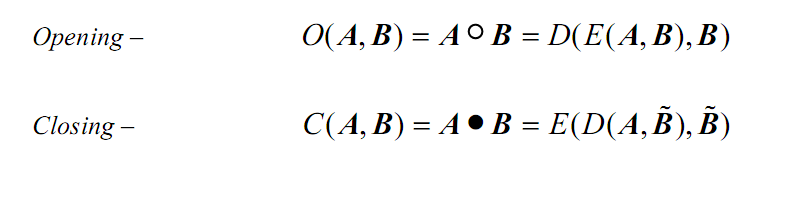 Opening – O(A, B) = A ○ B = D(E(A, B), B)
Closing – C(A, B) = A ● B = E(D(A, B̃), B̃)